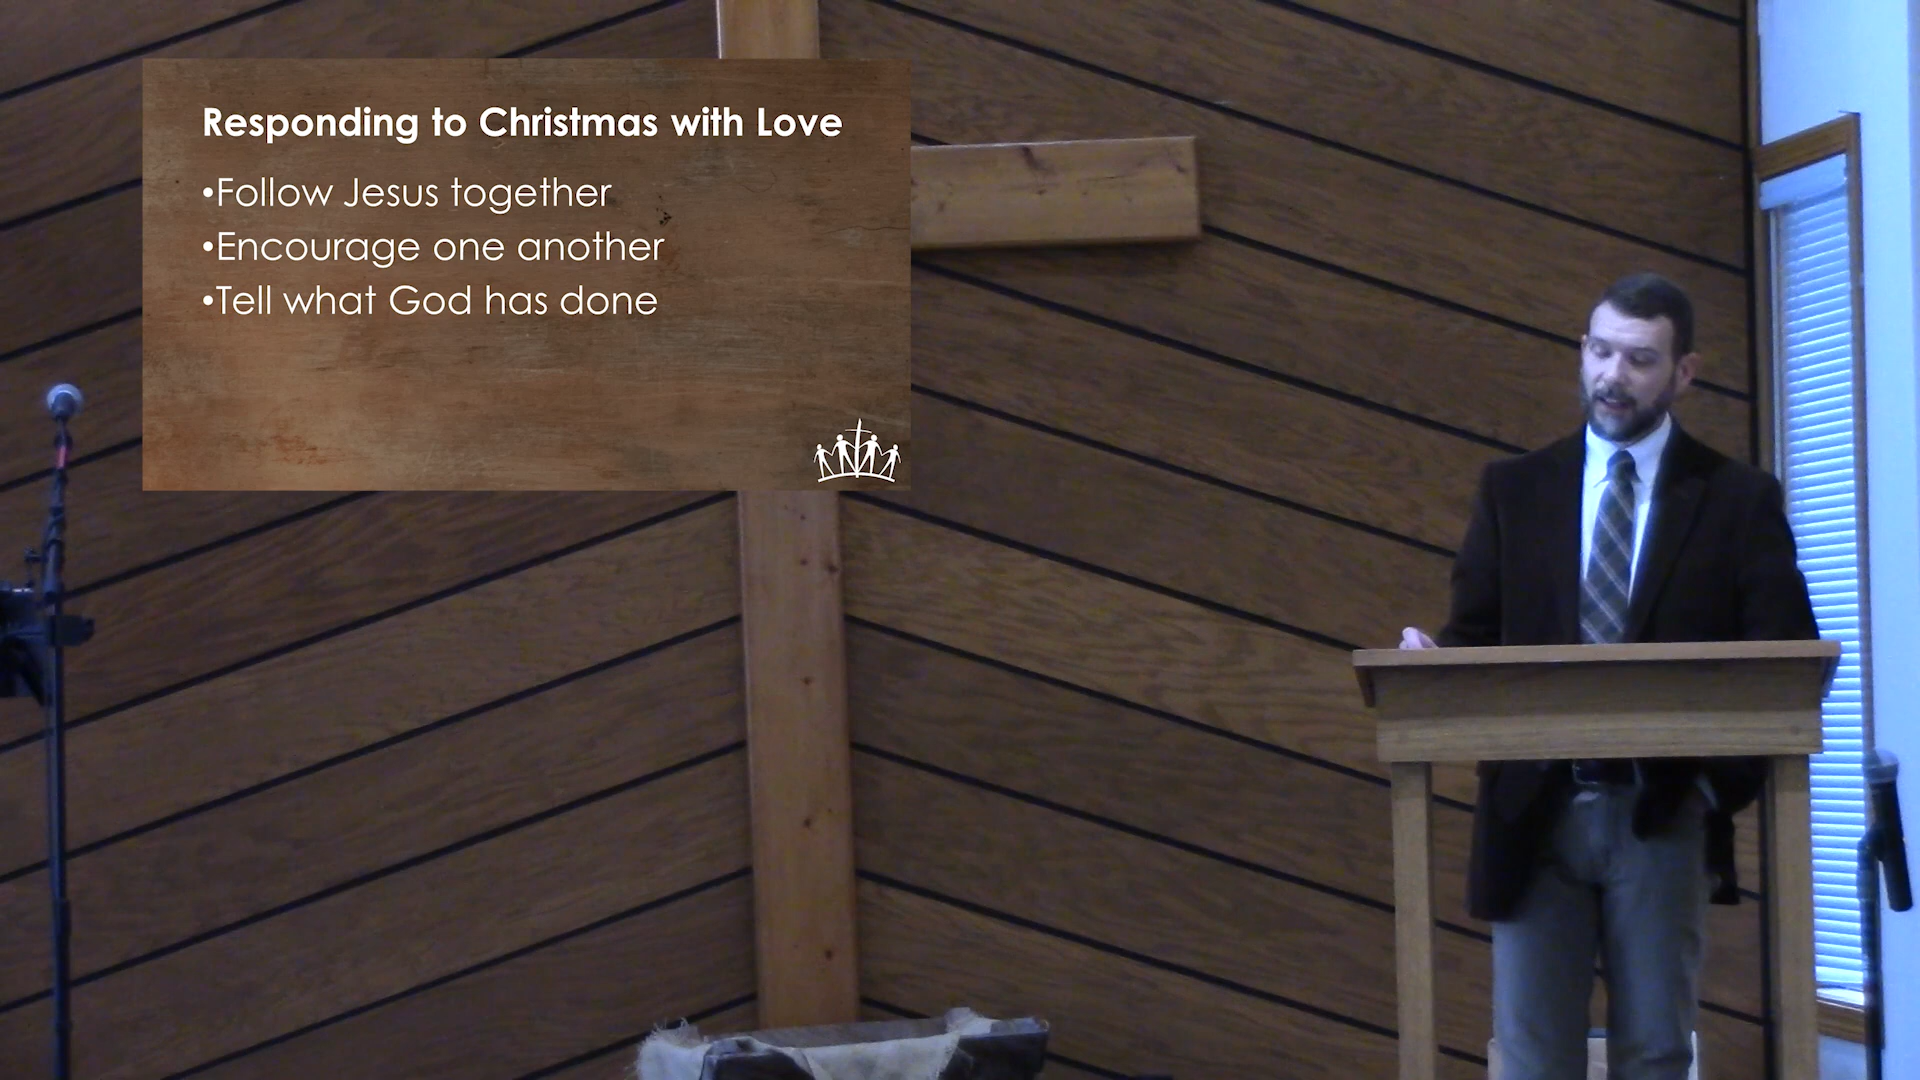 Responding to Christmas with Love
•Follow Jesus together
•Encourage one another
•Tell what God has done